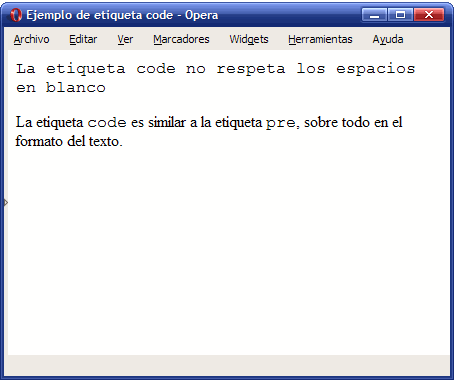 Ejemplo de etiqueta code - Opera
Archivo Editar Ver Marcadores Widgets Herramientas Ayuda
La etiqueta code no respeta los espacios
en blanco
La etiqueta code es similar a la etiqueta pre, sobre todo en el
formato del texto.